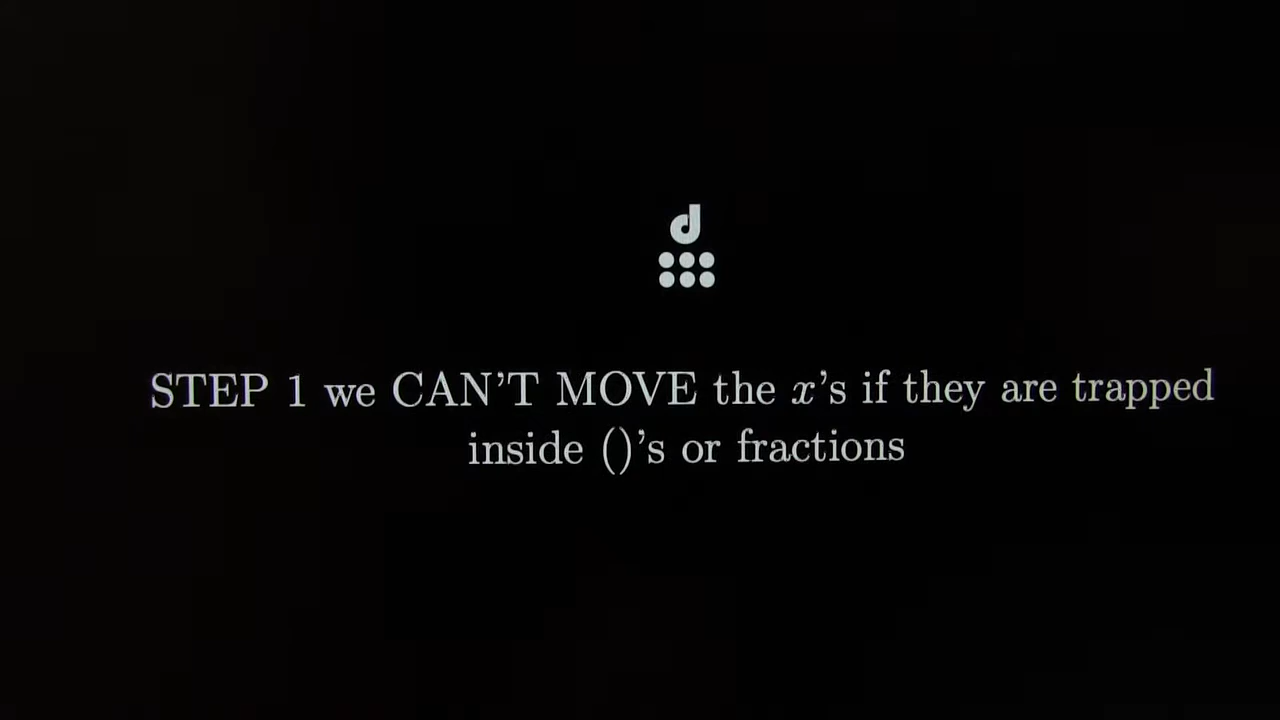 d
STEP 1 we CAN'T MOVE the x's if they are trapped
inside ()'s or fractions